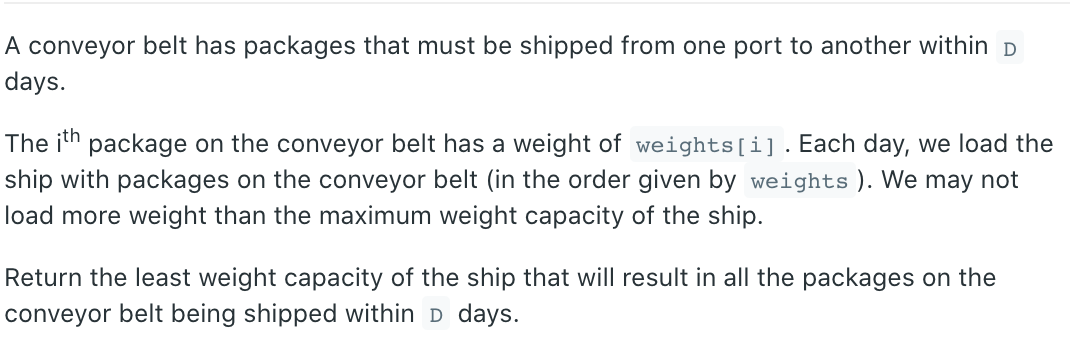 A conveyor belt has packages that must be shipped from one port to another within D
days.
The ith package on the conveyor belt has a weight of weights[i] . Each day, we load the
ship with packages on the conveyor belt (in the order given by weights ). We may not
load more weight than the maximum weight capacity of the ship.
Return the least weight capacity of the ship that will result in all the packages on the
conveyor belt being shipped within D days.